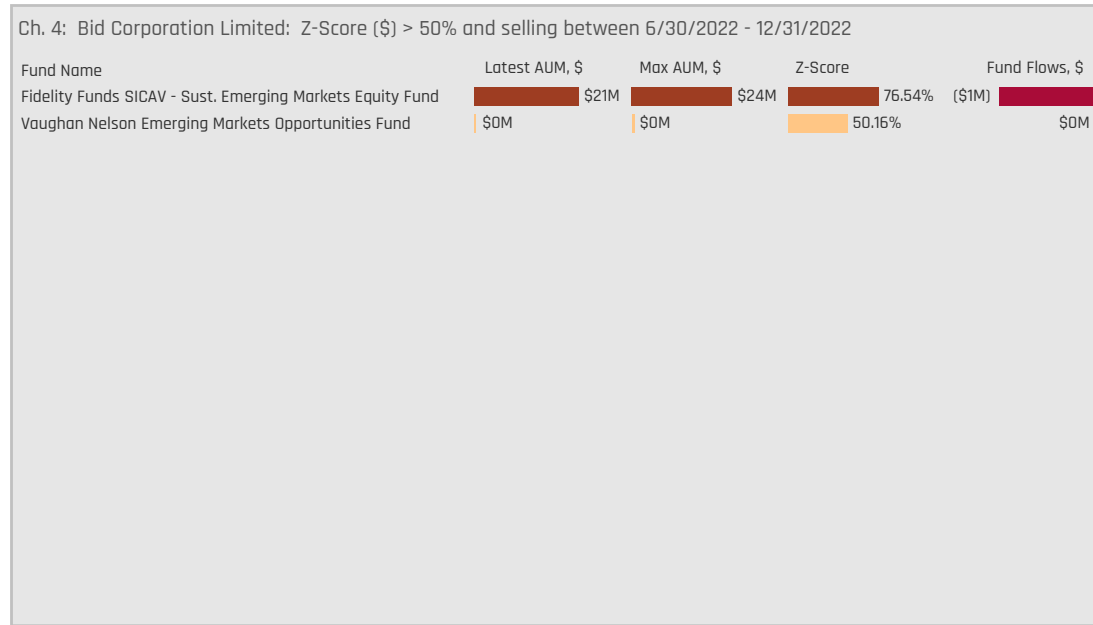 Ch. 4:  Bid Corporation Limited:  Z-Score ($) > 50% and selling between 6/30/2022 - 12/31/2022
Fund Name Latest AUM, $ Max AUM, $ Z-Score Fund Flows, $
Fidelity Funds SICAV - Sust. Emerging Markets Equity Fund $21M $24M 76.54% ($1M)
Vaughan Nelson Emerging Markets Opportunities Fund $0M $0M 50.16% $0M